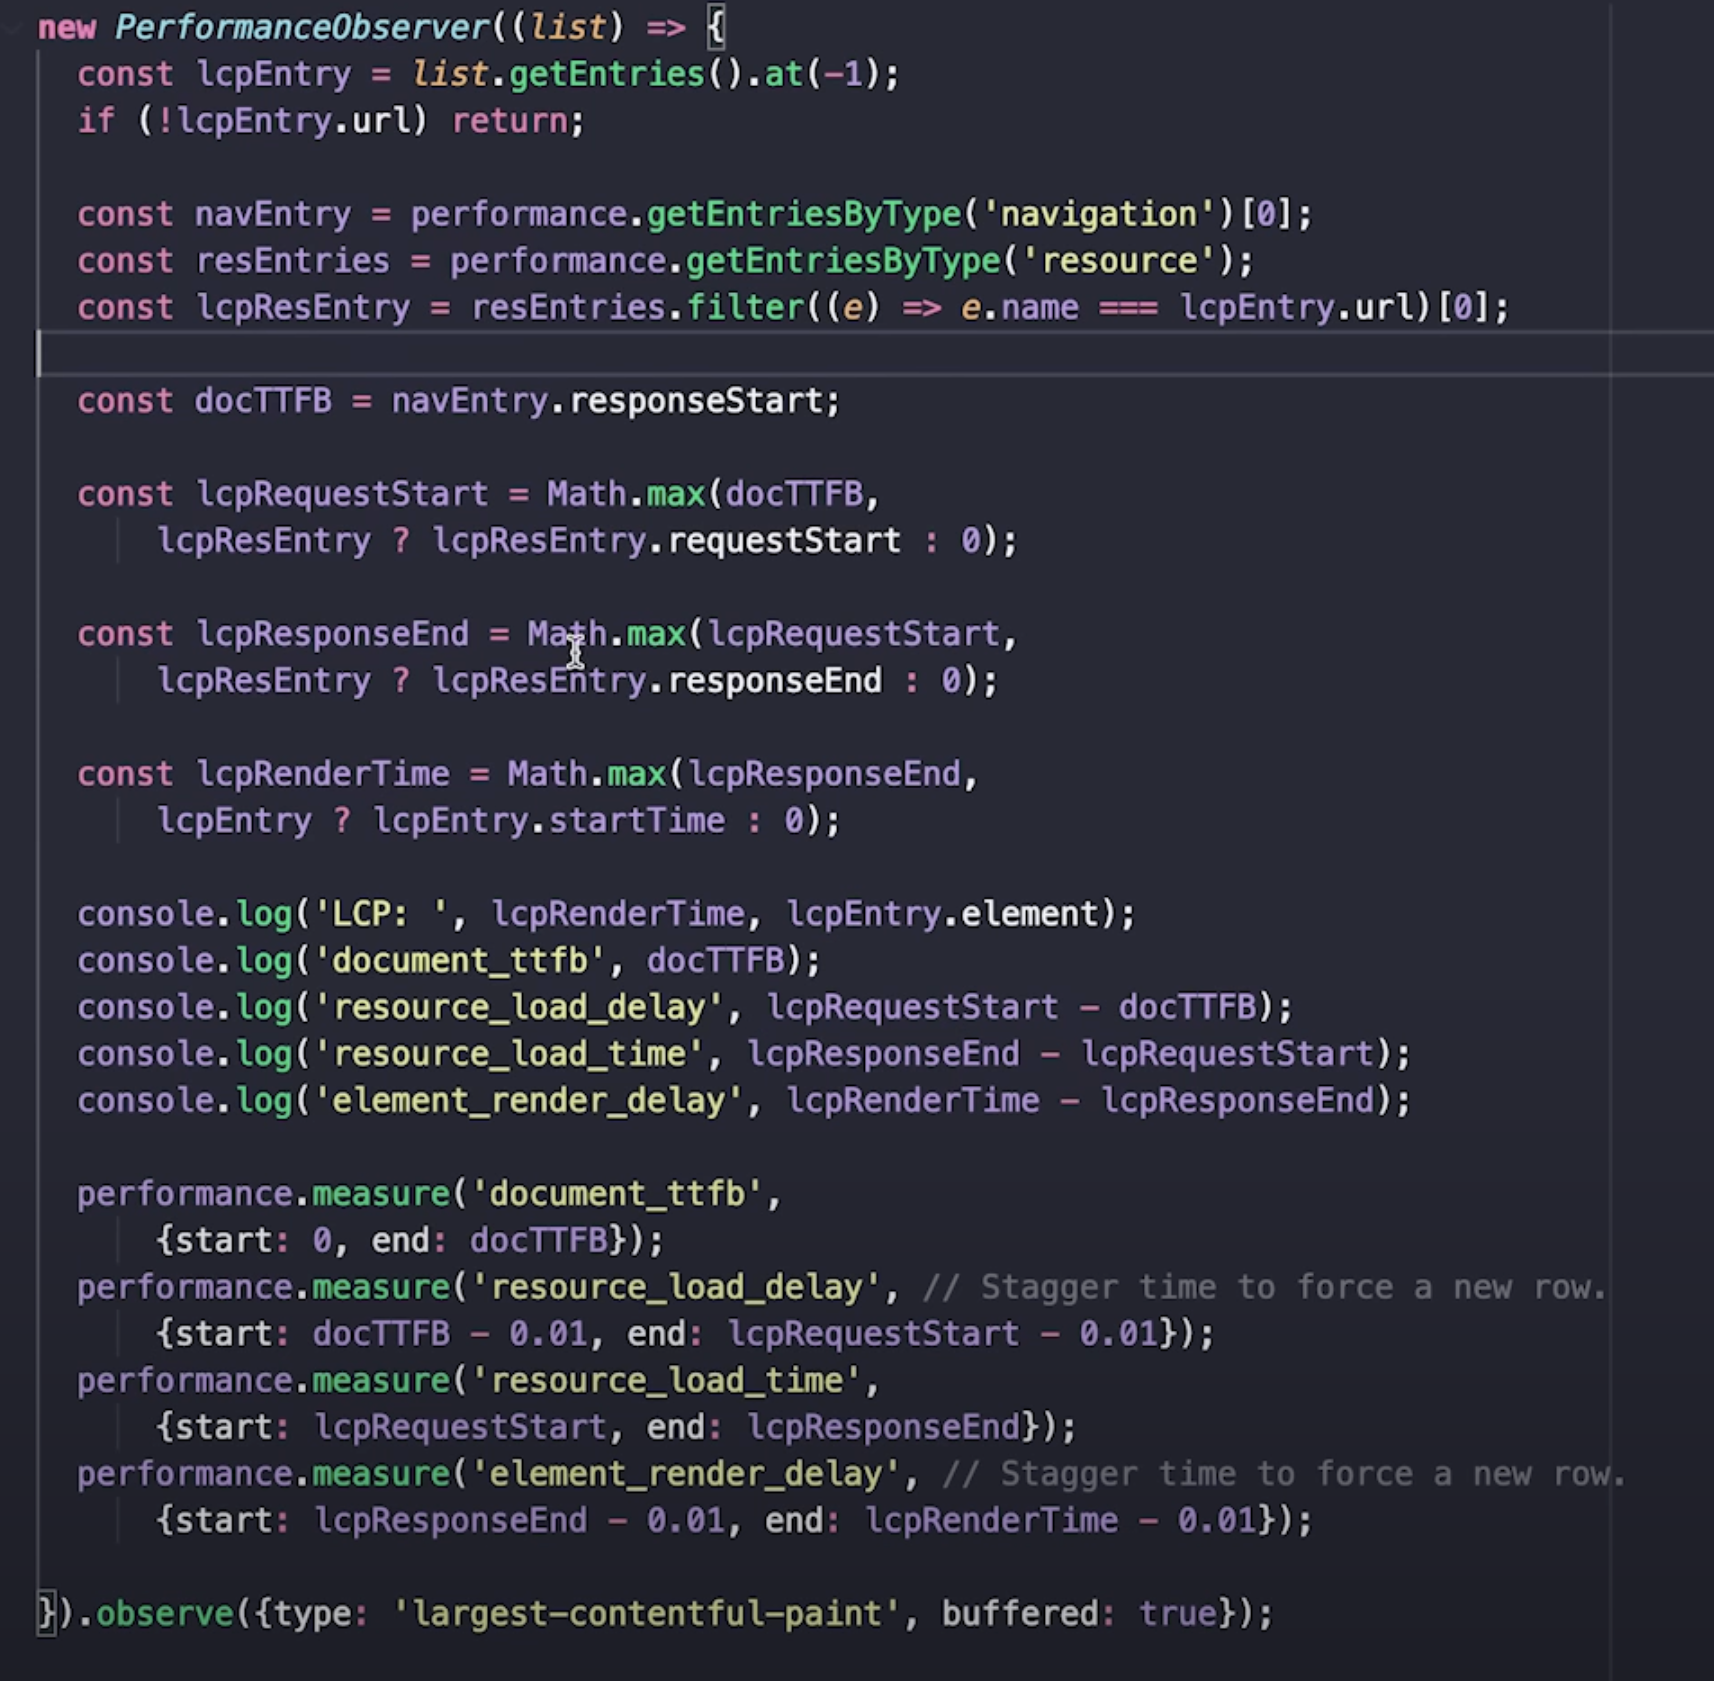 new PerformanceObserver((list) => {
  const lcpEntry = list.getEntries().at(-1);
  if (!lcpEntry.url) return;

  const navEntry = performance.getEntriesByType('navigation')[0];
  const resEntries = performance.getEntriesByType('resource');
  const lcpResEntry = resEntries.filter((e) => e.name === lcpEntry.url)[0];

  const docTTFB = navEntry.responseStart;

  const lcpRequestStart = Math.max(docTTFB,
      lcpResEntry ? lcpResEntry.requestStart : 0);

  const lcpResponseEnd = Math.max(lcpRequestStart,
      lcpResEntry ? lcpResEntry.responseEnd : 0);

  const lcpRenderTime = Math.max(lcpResponseEnd,
      lcpEntry ? lcpEntry.startTime : 0);

  console.log('LCP: ', lcpRenderTime, lcpEntry.element);
  console.log('document_ttfb', docTTFB);
  console.log('resource_load_delay', lcpRequestStart - docTTFB);
  console.log('resource_load_time', lcpResponseEnd - lcpRequestStart);
  console.log('element_render_delay', lcpRenderTime - lcpResponseEnd);

  performance.measure('document_ttfb',
      {start: 0, end: docTTFB});
  performance.measure('resource_load_delay', // Stagger time to force a new row.
      {start: docTTFB - 0.01, end: lcpRequestStart - 0.01});
  performance.measure('resource_load_time',
      {start: lcpRequestStart, end: lcpResponseEnd});
  performance.measure('element_render_delay', // Stagger time to force a new row.
      {start: lcpResponseEnd - 0.01, end: lcpRenderTime - 0.01});

}).observe({type: 'largest-contentful-paint', buffered: true});